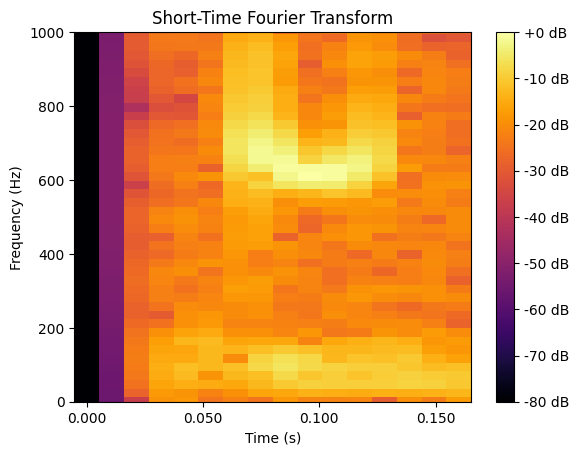 Short-Time Fourier Transform
1000
800
600
400
200
0
Frequency (Hz)
0.000
0.050
0.100
0.150
Time (s)
+0 dB
-10 dB
-20 dB
-30 dB
-40 dB
-50 dB
-60 dB
-70 dB
-80 dB